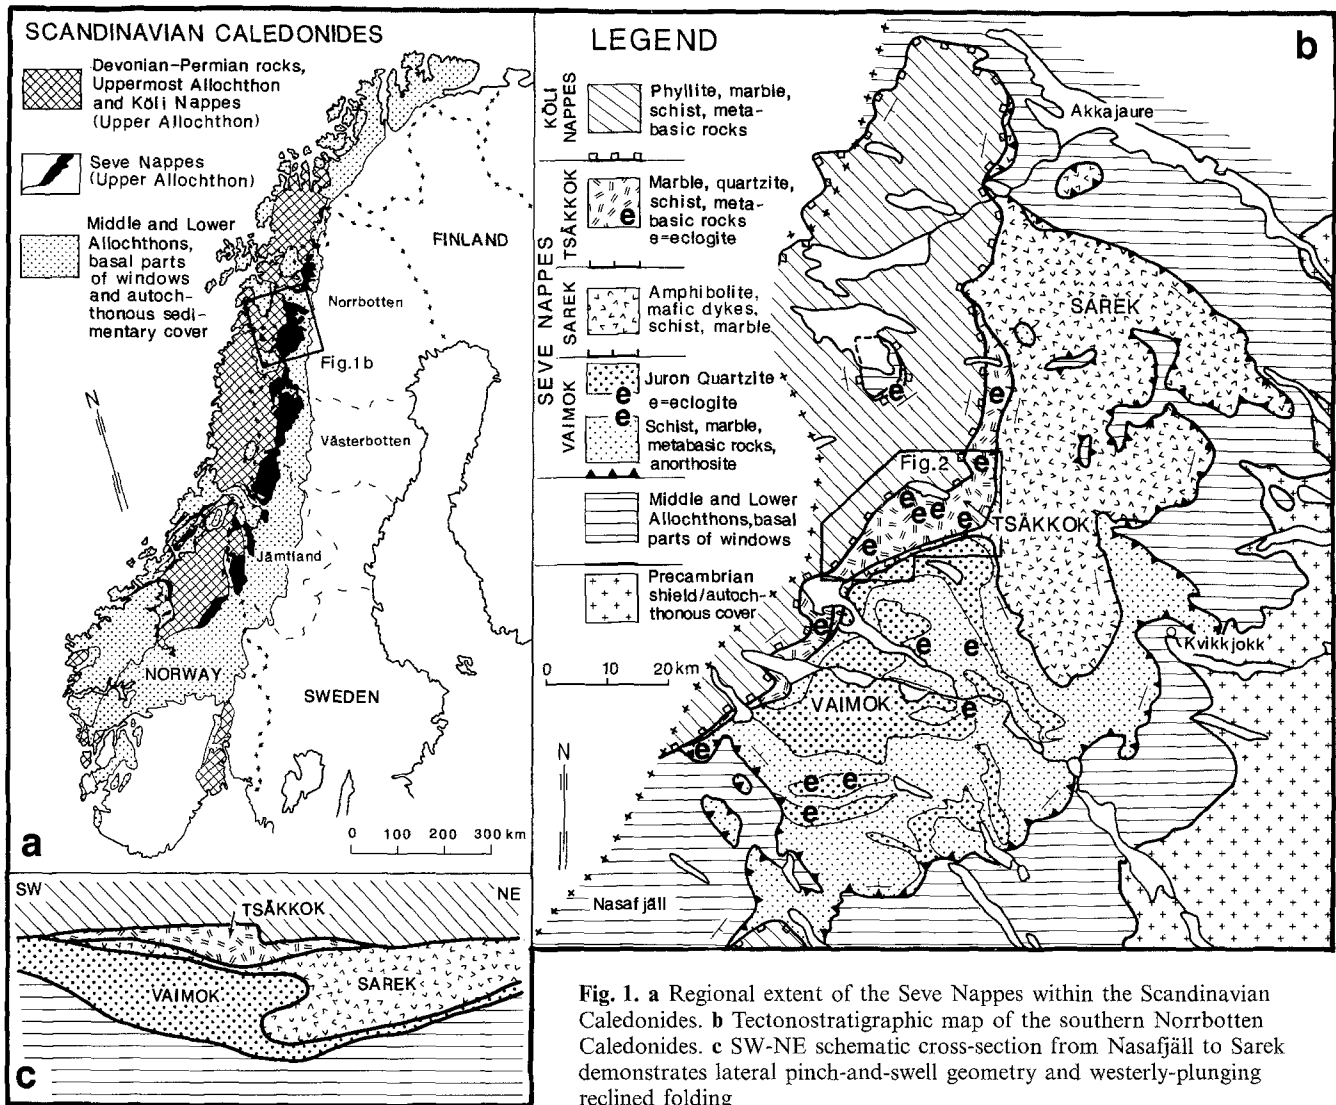 SCANDINAVIAN CALEDONIDES
Devonian-Permian rocks,
Uppermost Allochthon
and Köli Nappes
(Upper Allochthon)
Seve Nappes
(Upper Allochthon)
Middle and Lower
Allochthons,
basal parts
of windows
and autoch-
thonous sedi-
mentary cover
FINLAND
Norrbotten
Fig.1b
Västerbotten
Jämtland
NORWAY
SWEDEN
N
0 100 200 300 km
a
LEGEND
b
KÖLI
NAPPES
Phyllite, marble,
schist, meta-
basic rocks
SEVE NAPPES
TSÄKKOK
Marble, quartzite,
schist, meta-
basic rocks
e=eclogite
e
SAREK
Amphibolite,
mafic dykes,
schist, marble
VAIMOK
Juron Quartzite
e
e=eclogite
e
Schist, marble,
metabasic rocks,
anorthosite
Middle and Lower
Allochthons, basal
parts of windows
Precambrian
shield/autoch-
thonous cover
0 10 20 km
N
Akkajaure
SAREK
e
e
Fig.2
e
e
e
e
e
TSÄKKOK
e
e
e
e
Kvikkjokk
VAIMOK
e
e
e
e
e
Nasafjäll
SW
NE
TSÄKKOK
VAIMOK
SAREK
c
Fig. 1. a Regional extent of the Seve Nappes within the Scandinavian
Caledonides. b Tectonostratigraphic map of the southern Norrbotten
Caledonides. c SW-NE schematic cross-section from Nasafjäll to Sarek
demonstrates lateral pinch-and-swell geometry and westerly-plunging
reclined folding